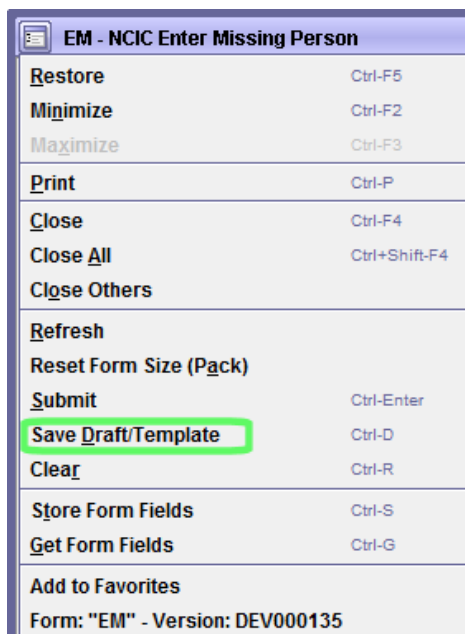 EM - NCIC Enter Missing Person
Restore Ctrl-F5
Minimize Ctrl-F2
Maximize Ctrl-F3
Print Ctrl-P
Close Ctrl-F4
Close All Ctrl+Shift-F4
Close Others
Refresh
Reset Form Size (Pack)
Submit Ctrl-Enter
Save Draft/Template Ctrl-D
Clear Ctrl-R
Store Form Fields Ctrl-S
Get Form Fields Ctrl-G
Add to Favorites
Form: "EM" - Version: DEV000135